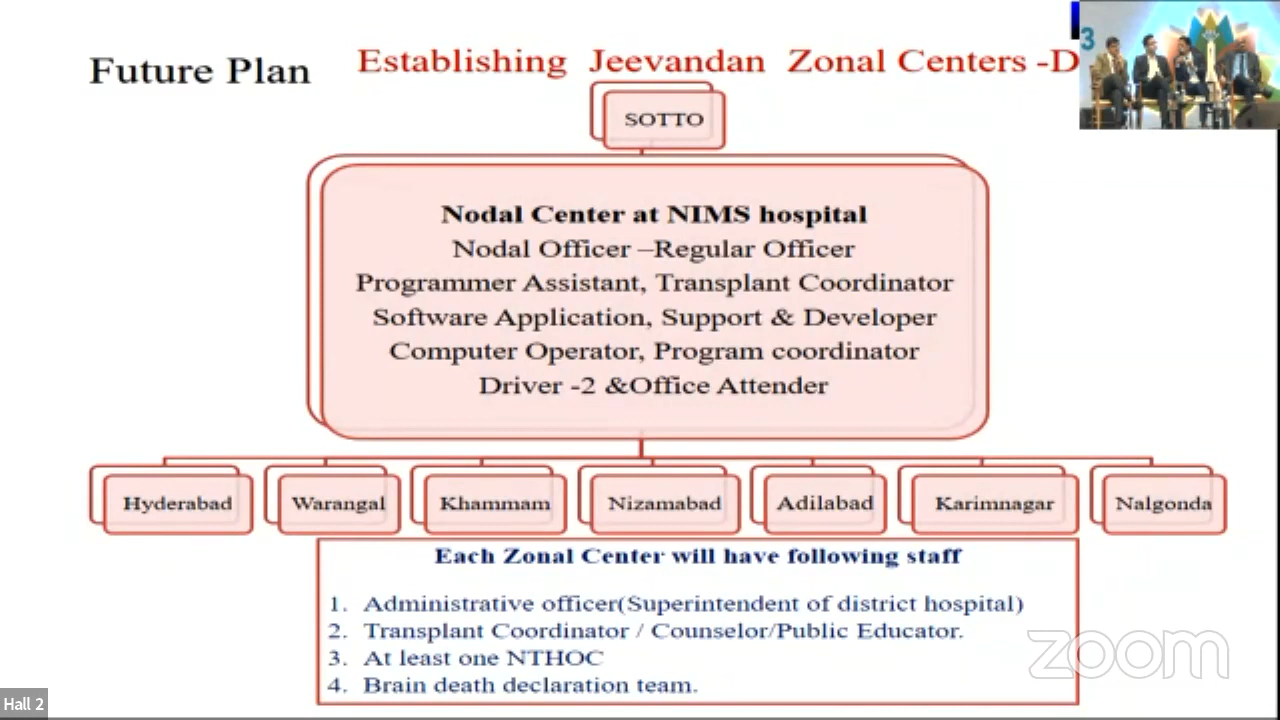 Future Plan
Establishing Jeevandan Zonal Centers -D
3
SOTTO
Nodal Center at NIMS hospital
Nodal Officer –Regular Officer
Programmer Assistant, Transplant Coordinator
Software Application, Support & Developer
Computer Operator, Program coordinator
Driver -2 &Office Attender
Hyderabad
Warangal
Khammam
Nizamabad
Adilabad
Karimnagar
Nalgonda
Each Zonal Center will have following staff
1. Administrative officer(Superintendent of district hospital)
2. Transplant Coordinator / Counselor/Public Educator.
3. At least one NTHOC
4. Brain death declaration team.
zoom
Hall 2